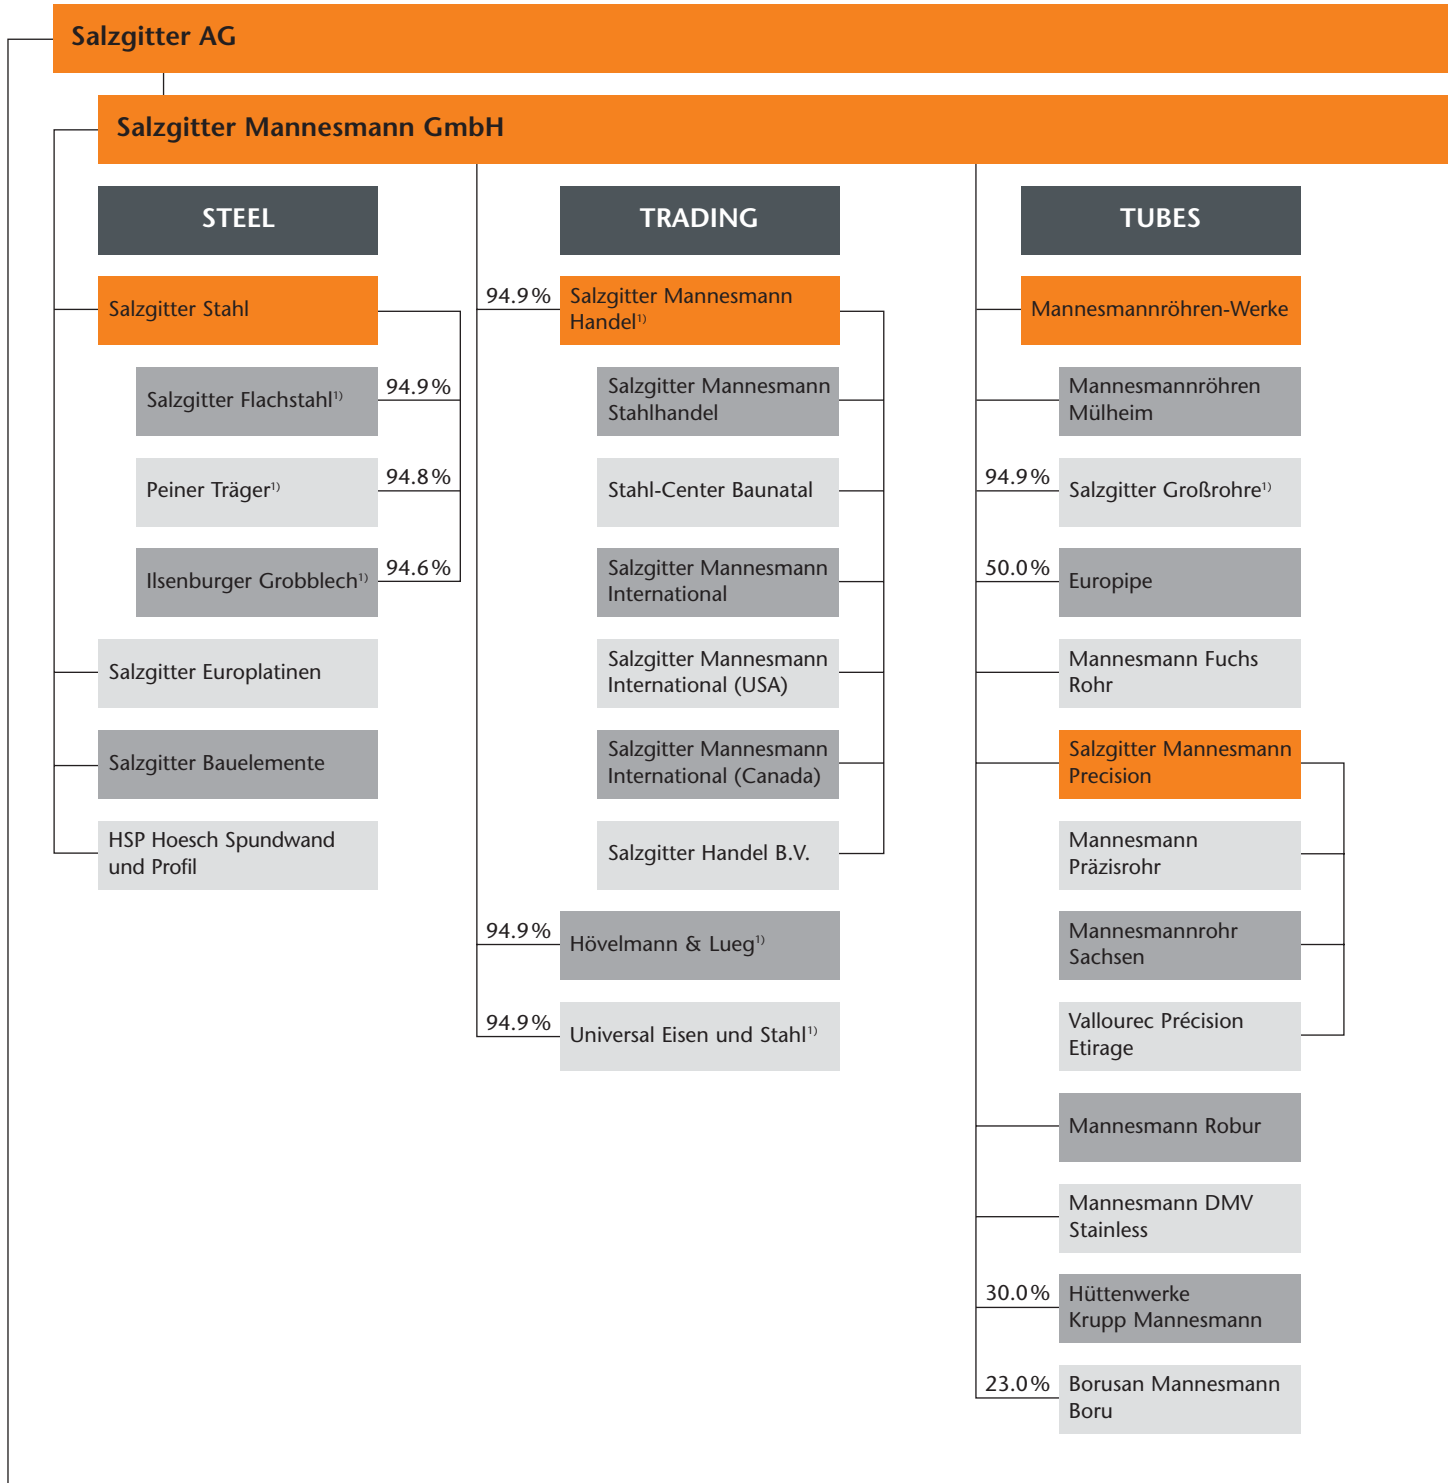 Salzgitter AG
Salzgitter Mannesmann GmbH
STEEL
Salzgitter Stahl
Salzgitter Flachstahl¹⁾
94.9%
Peiner Träger¹⁾
94.8%
Ilsenburger Grobblech¹⁾
94.6%
Salzgitter Europlatinen
Salzgitter Bauelemente
HSP Hoesch Spundwand
und Profil
TRADING
94.9%
Salzgitter Mannesmann
Handel¹⁾
Salzgitter Mannesmann
Stahlhandel
Stahl-Center Baunatal
Salzgitter Mannesmann
International
Salzgitter Mannesmann
International (USA)
Salzgitter Mannesmann
International (Canada)
Salzgitter Handel B.V.
94.9%
Hövelmann & Lueg¹⁾
94.9%
Universal Eisen und Stahl¹⁾
TUBES
Mannesmannröhren-Werke
Mannesmannröhren
Mülheim
94.9%
Salzgitter Großrohre¹⁾
50.0%
Europipe
Mannesmann Fuchs
Rohr
Salzgitter Mannesmann
Precision
Mannesmann
Präzisrohr
Mannesmannrohr
Sachsen
Vallourec Précision
Etirage
Mannesmann Robur
Mannesmann DMV
Stainless
30.0%
Hüttenwerke
Krupp Mannesmann
23.0%
Borusan Mannesmann
Boru